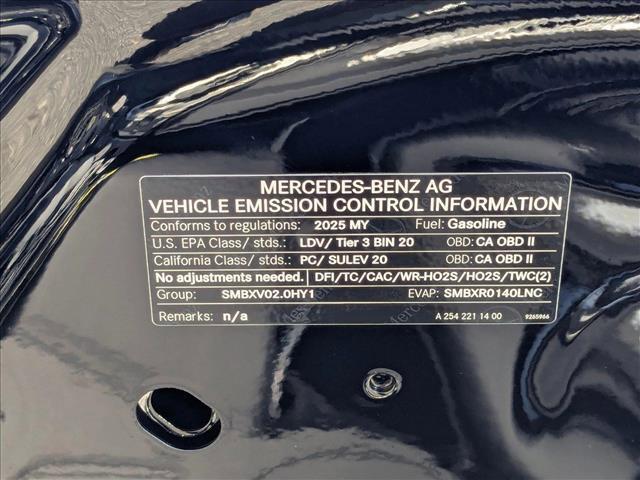 MERCEDES-BENZ AG
VEHICLE EMISSION CONTROL INFORMATION
Conforms to regulations: 2025 MY Fuel: Gasoline
U.S. EPA Class/ stds.: LDV/ Tier 3 BIN 20 OBD: CA OBD II
California Class/ stds.: PC/ SULEV 20 OBD: CA OBD II
No adjustments needed. DFI/TC/CAC/WR-HO2S/HO2S/TWC(2)
Group: SMBXV02.0HY1 EVAP: SMBXR0140LNC
Remarks: n/a A 254 221 14 00 9265966